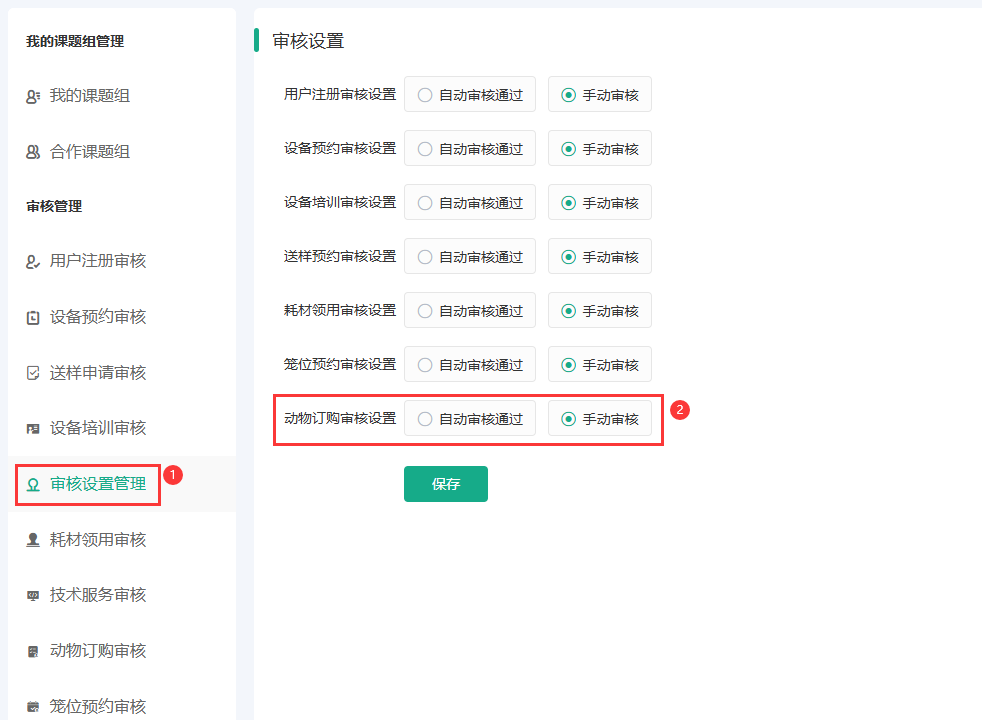 我的课题组管理
我的课题组
合作课题组
审核管理
用户注册审核
设备预约审核
送样申请审核
设备培训审核
审核设置管理 1
耗材领用审核
技术服务审核
动物订购审核
笼位预约审核
审核设置
用户注册审核设置 自动审核通过 手动审核
设备预约审核设置 自动审核通过 手动审核
设备培训审核设置 自动审核通过 手动审核
送样预约审核设置 自动审核通过 手动审核
耗材领用审核设置 自动审核通过 手动审核
笼位预约审核设置 自动审核通过 手动审核
动物订购审核设置 自动审核通过 手动审核 2
保存